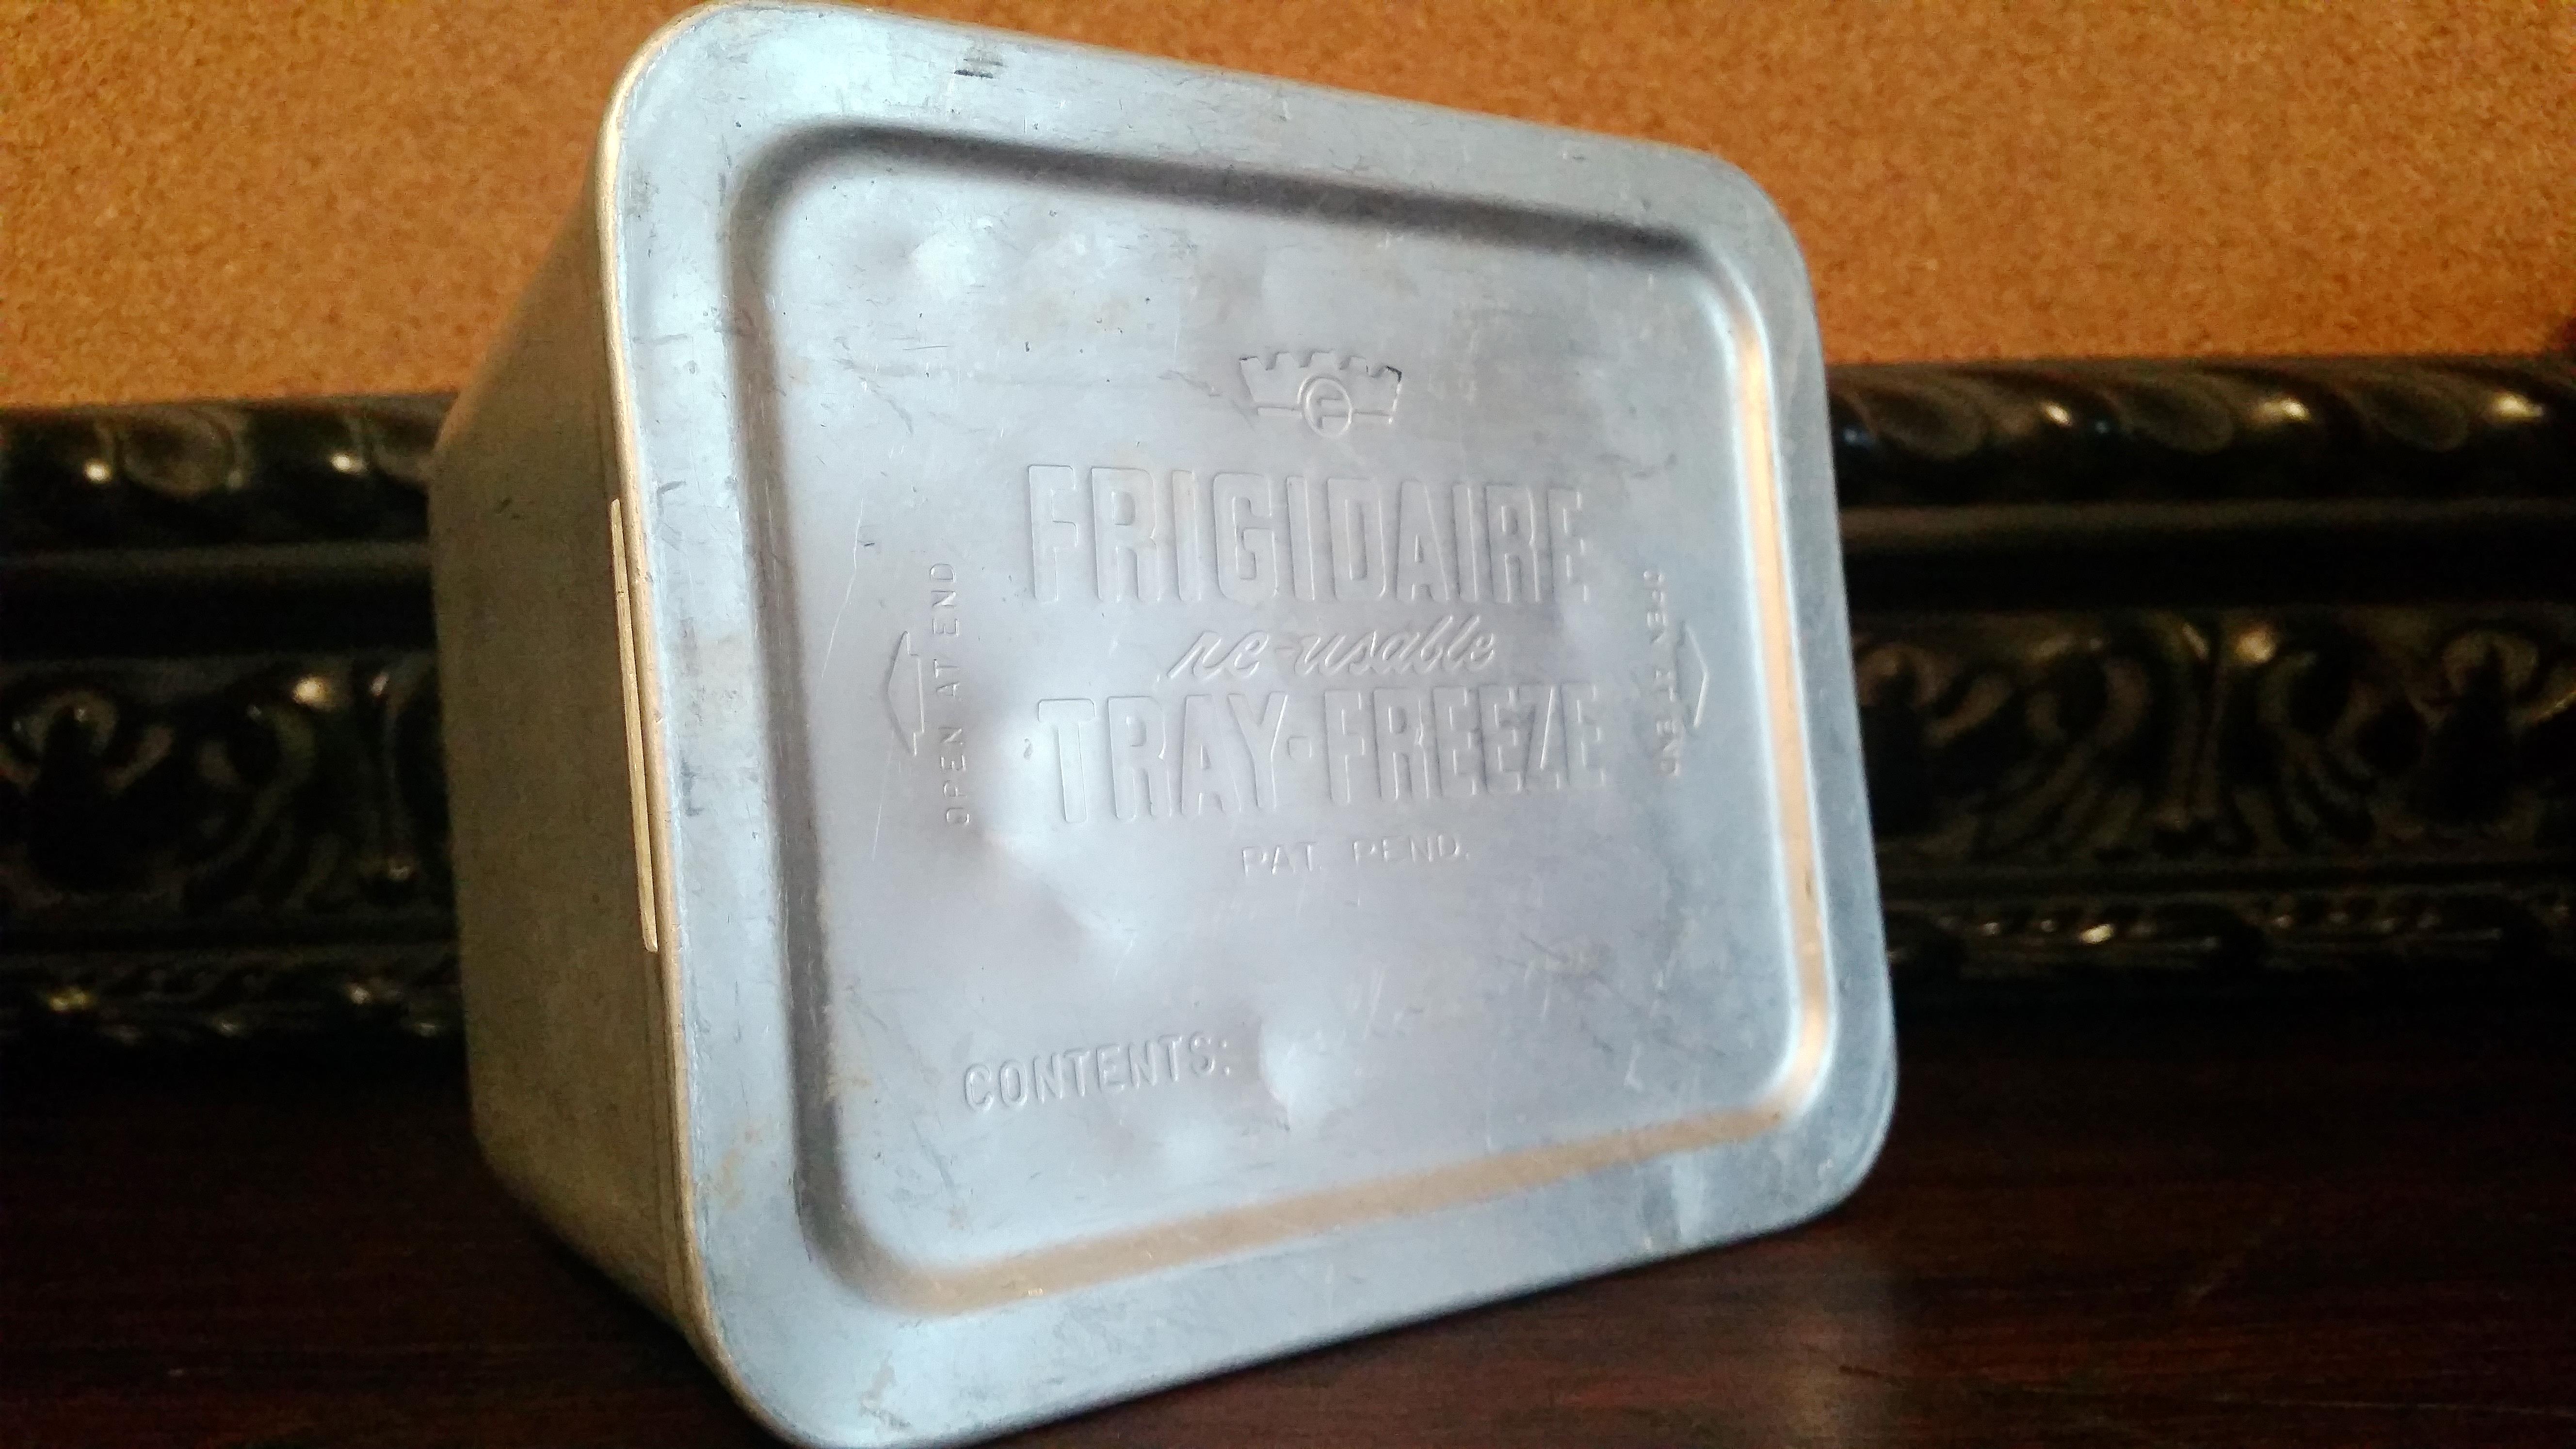 F
FRIGIDAIRE
re-usable
TRAY-FREEZE
PAT. PEND.
OPEN AT END
OPEN AT END
CONTENTS: